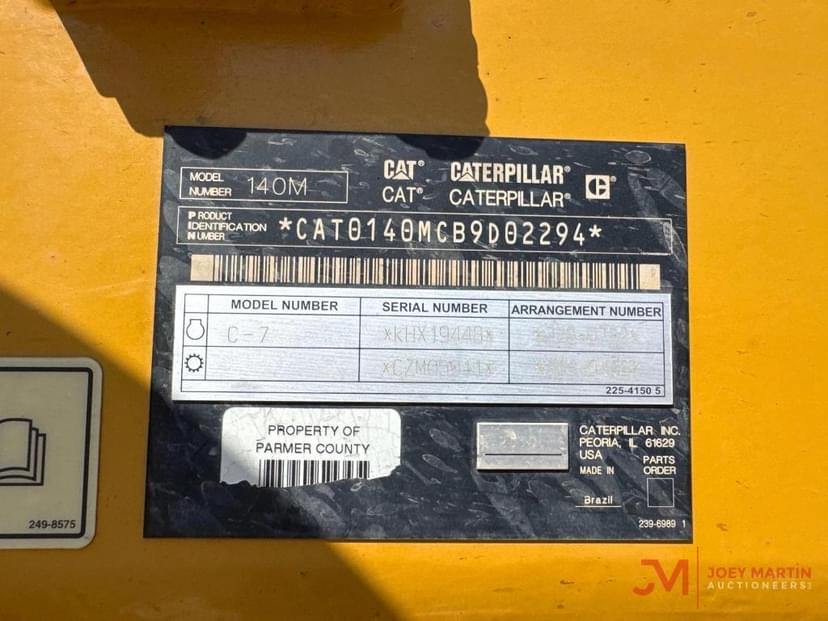 MODEL NUMBER 140M
CAT® CATERPILLAR®
CAT® CATERPILLAR®
PRODUCT IDENTIFICATION NUMBER *CAT0140MCB9D02294*
MODEL NUMBER SERIAL NUMBER ARRANGEMENT NUMBER
C-7
225-4150 5
PROPERTY OF
PARMER COUNTY
CATERPILLAR INC.
PEORIA, IL 61629
USA
MADE IN
Brazil
PARTS
ORDER
239-6989 1
249-8575
JM JOEY MARTIN
AUCTIONEERS